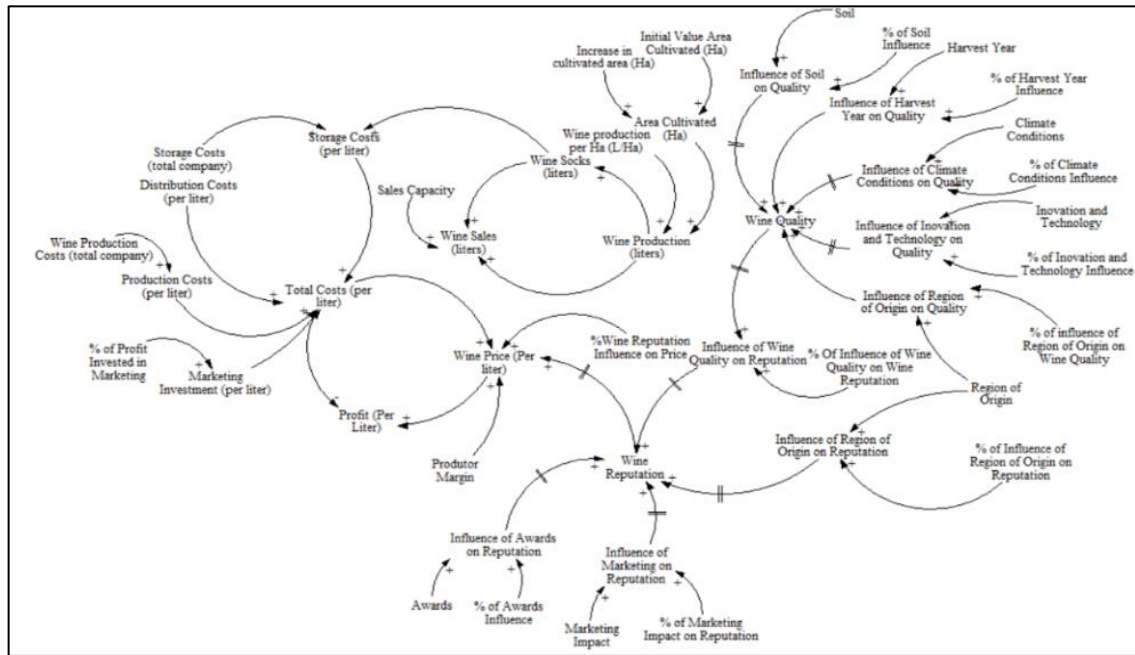 Soil
Initial Value Area
Cultivated (Ha)
Increase in
cultivated area (Ha)
% of Soil
Influence
Harvest Year
Influence of Soil
on Quality
% of Harvest Year
Influence
Influence of Harvest
Year on Quality
Area Cultivated
(Ha)
Climate
Conditions
Wine production
per Ha (L/Ha)
Storage Costs
(per liter)
Storage Costs
(total company)
Wine Socks
(liters)
Influence of Climate
Conditions on Quality
% of Climate
Conditions Influence
Distribution Costs
(per liter)
Sales Capacity
Wine Quality
Inovation and
Technology
Influence of Inovation
and Technology on
Quality
Wine Sales
(liters)
Wine Production
(liters)
Wine Production
Costs (total company)
Production Costs
(per liter)
% of Inovation and
Technology Influence
Total Costs (per
liter)
Influence of Region
of Origin on Quality
% of influence of
Region of Origin on
Wine Quality
%Wine Reputation
Influence on Price
Wine Price (Per
liter)
Influence of Wine
Quality on Reputation
% Of Influence of Wine
Quality on Wine
Reputation
% of Profit
Invested in
Marketing
Marketing
Investment (per liter)
Region of
Origin
Profit (Per
Liter)
Influence of Region of
Origin on Reputation
% of Influence of
Region of Origin on
Reputation
Produtor
Margin
Wine
Reputation
Influence of Awards
on Reputation
Influence of
Marketing on
Reputation
Awards
% of Awards
Influence
Marketing
Impact
% of Marketing
Impact on Reputation